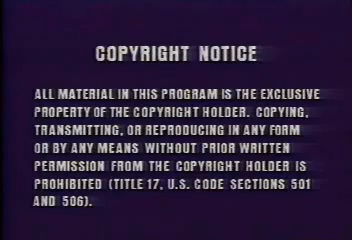 COPYRIGHT NOTICE
ALL MATERIAL IN THIS PROGRAM IS THE EXCLUSIVE
PROPERTY OF THE COPYRIGHT HOLDER. COPYING,
TRANSMITTING, OR REPRODUCING IN ANY FORM
OR BY ANY MEANS WITHOUT PRIOR WRITTEN
PERMISSION FROM THE COPYRIGHT HOLDER IS
PROHIBITED (TITLE 17, U.S. CODE SECTIONS 501
AND 506).